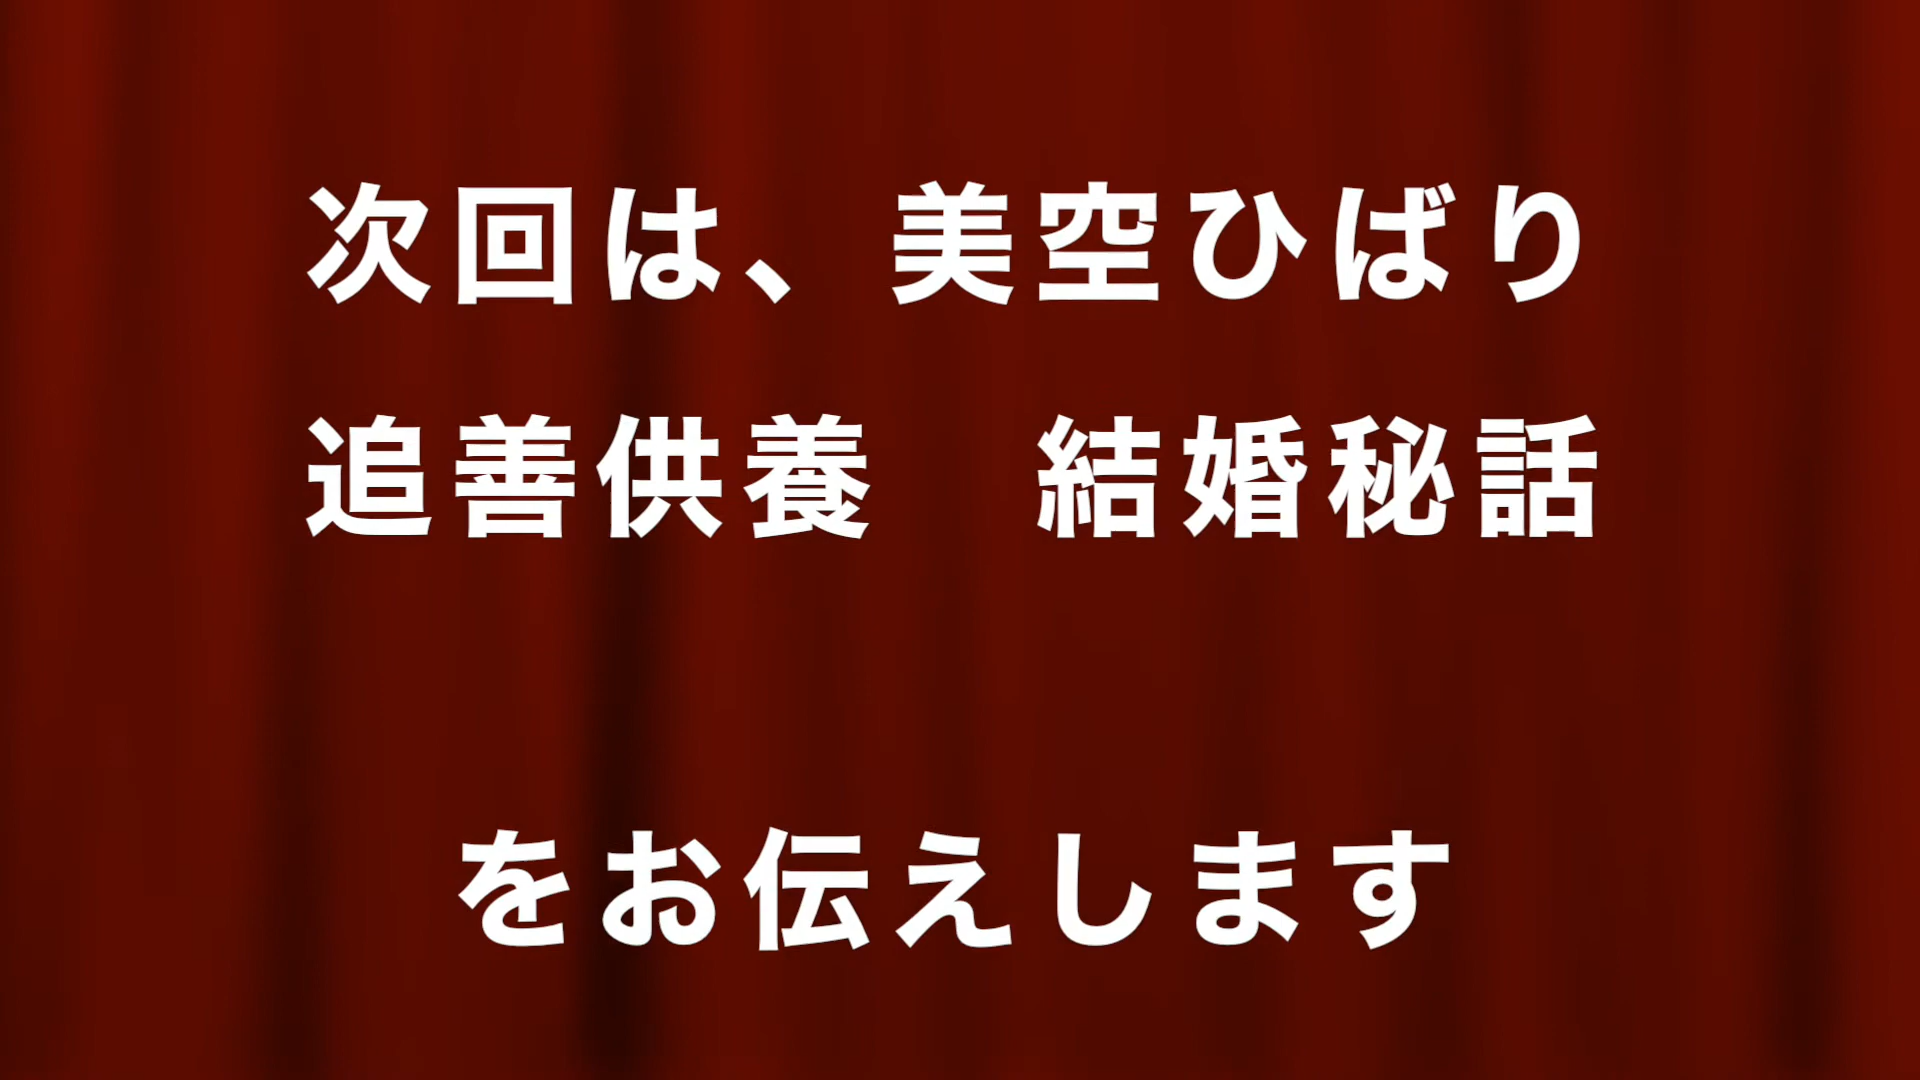 次回は、美空ひばり
追善供養　結婚秘話
をお伝えします